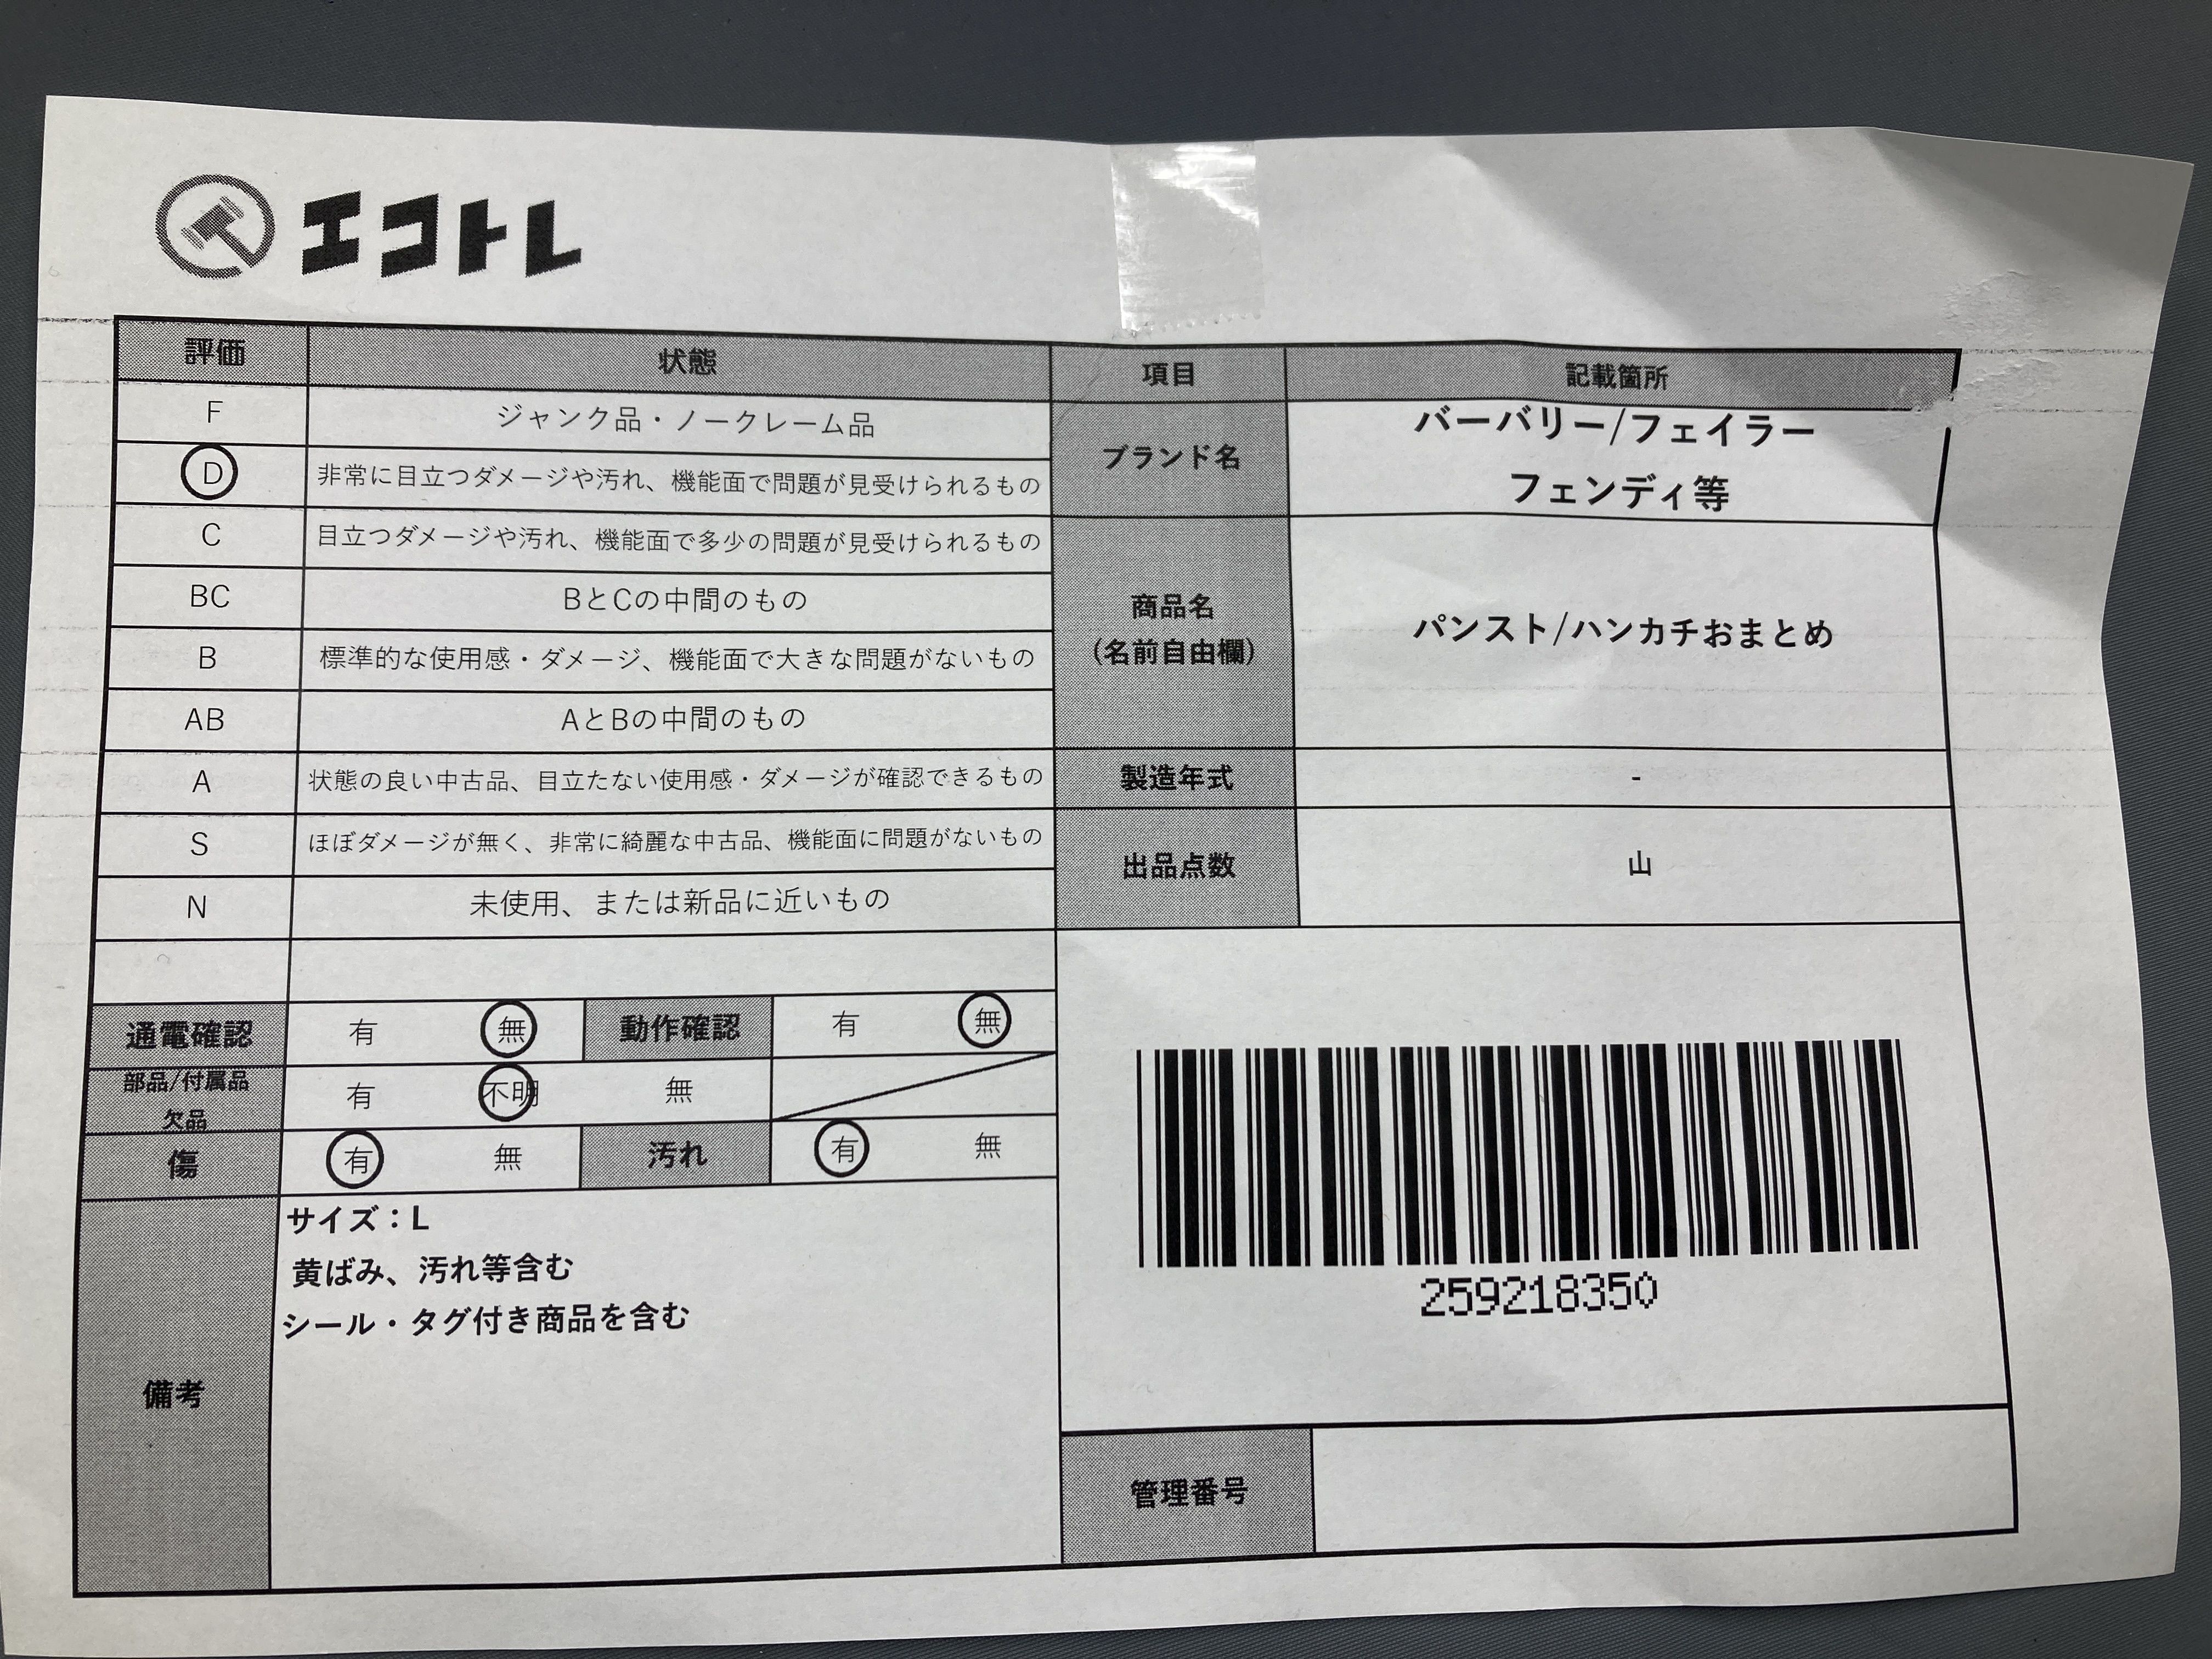 エコトレ
評価 状態 項目 記載箇所
F ジャンク品・ノークレーム品
D 非常に目立つダメージや汚れ、機能面で問題が見受けられるもの
C 目立つダメージや汚れ、機能面で多少の問題が見受けられるもの
BC BとCの中間のもの
B 標準的な使用感・ダメージ、機能面で大きな問題がないもの
AB AとBの中間のもの
A 状態の良い中古品、目立たない使用感・ダメージが確認できるもの
S ほぼダメージが無く、非常に綺麗な中古品、機能面に問題がないもの
N 未使用、または新品に近いもの
ブランド名
バーバリー/フェイラー
フェンディ等
商品名
(名前自由欄)
パンスト/ハンカチおまとめ
製造年式 -
出品点数 山
通電確認 有 無 動作確認 有 無
部品/付属品
欠品
有 不明 無
傷 有 無 汚れ 有 無
備考
サイズ：L
黄ばみ、汚れ等含む
シール・タグ付き商品を含む
259218350
管理番号